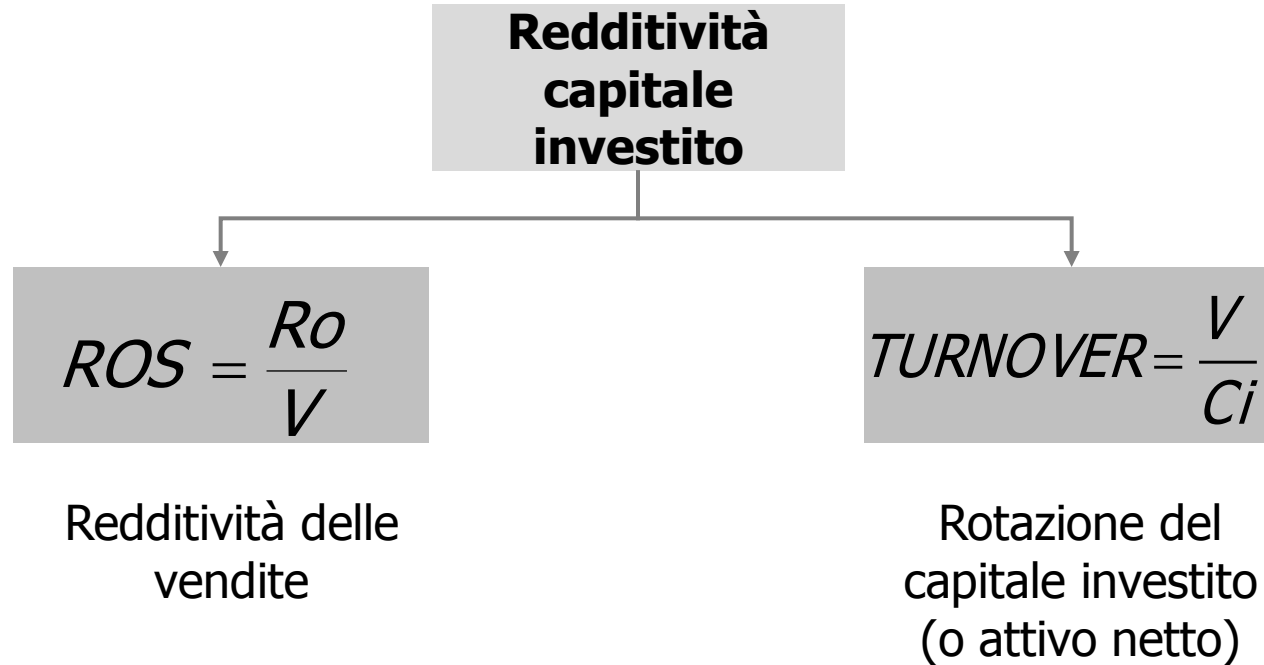 Redditività
capitale
investito
ROS = Ro/V
TURNOVER = V/Ci
Redditività delle
vendite
Rotazione del
capitale investito
(o attivo netto)